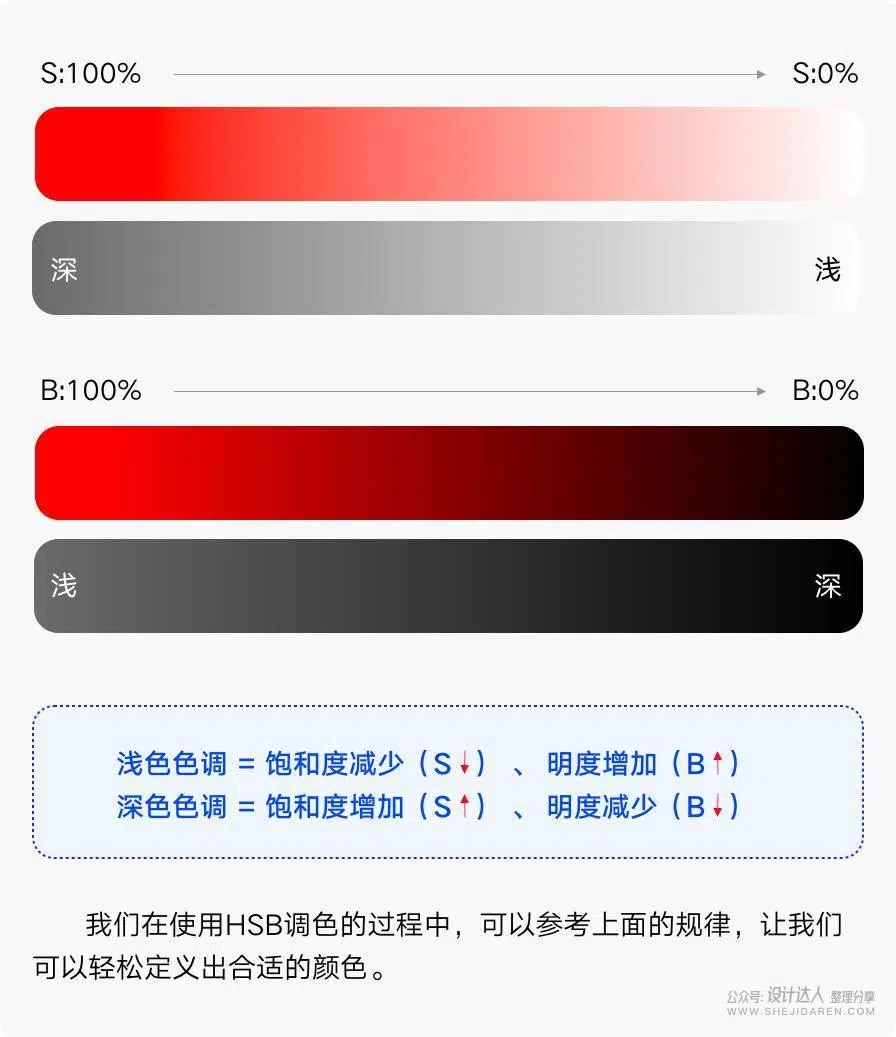 S:100% S:0%
深 浅
B:100% B:0%
浅 深
浅色色调 = 饱和度减少（S↓）、明度增加（B↑）
深色色调 = 饱和度增加（S↑）、明度减少（B↓）
我们在使用HSB调色的过程中，可以参考上面的规律，让我们
可以轻松定义出合适的颜色。
公众号: 设计达人 整理分享
WWW.SHEJIDAREN.COM